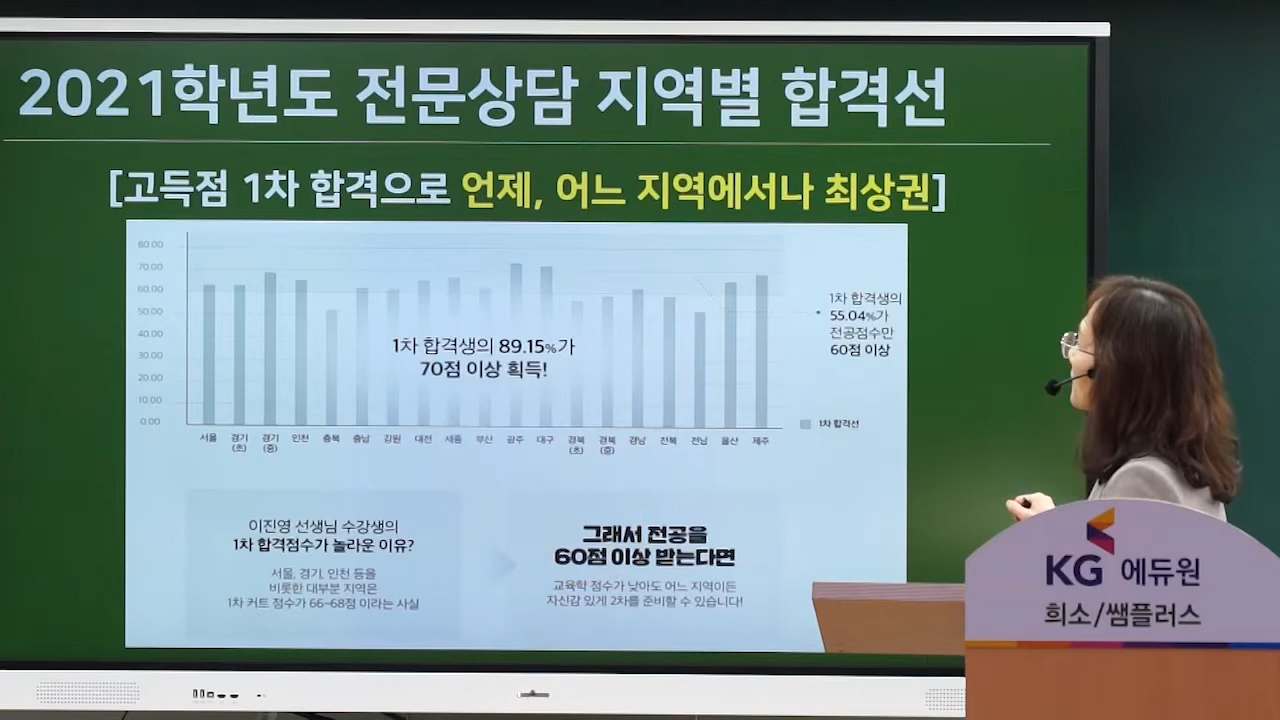 2021학년도 전문상담 지역별 합격선
[고득점 1차 합격으로 언제, 어느 지역에서나 최상권]
80.00
70.00
60.00
50.00
40.00
30.00
20.00
10.00
0.00
1차 합격생의 89.15%가
70점 이상 획득!
1차 합격생의
55.04%가
전공점수만
60점 이상
1차 합격선
서울 경기(초) 경기(중) 인천 충북 충남 강원 대전 세종 부산 광주 대구 경북(초) 경북(중) 경남 전북 전남 울산 제주
이진영 선생님 수강생의
1차 합격점수가 놀라운 이유?
서울, 경기, 인천 등을
비롯한 대부분 지역은
1차 커트 점수가 66~68점 이라는 사실
그래서 전공을
60점 이상 받는다면
교육학 점수가 낮아도 어느 지역이든
자신감 있게 2차를 준비할 수 있습니다!
KG 에듀원
희소/쌤플러스